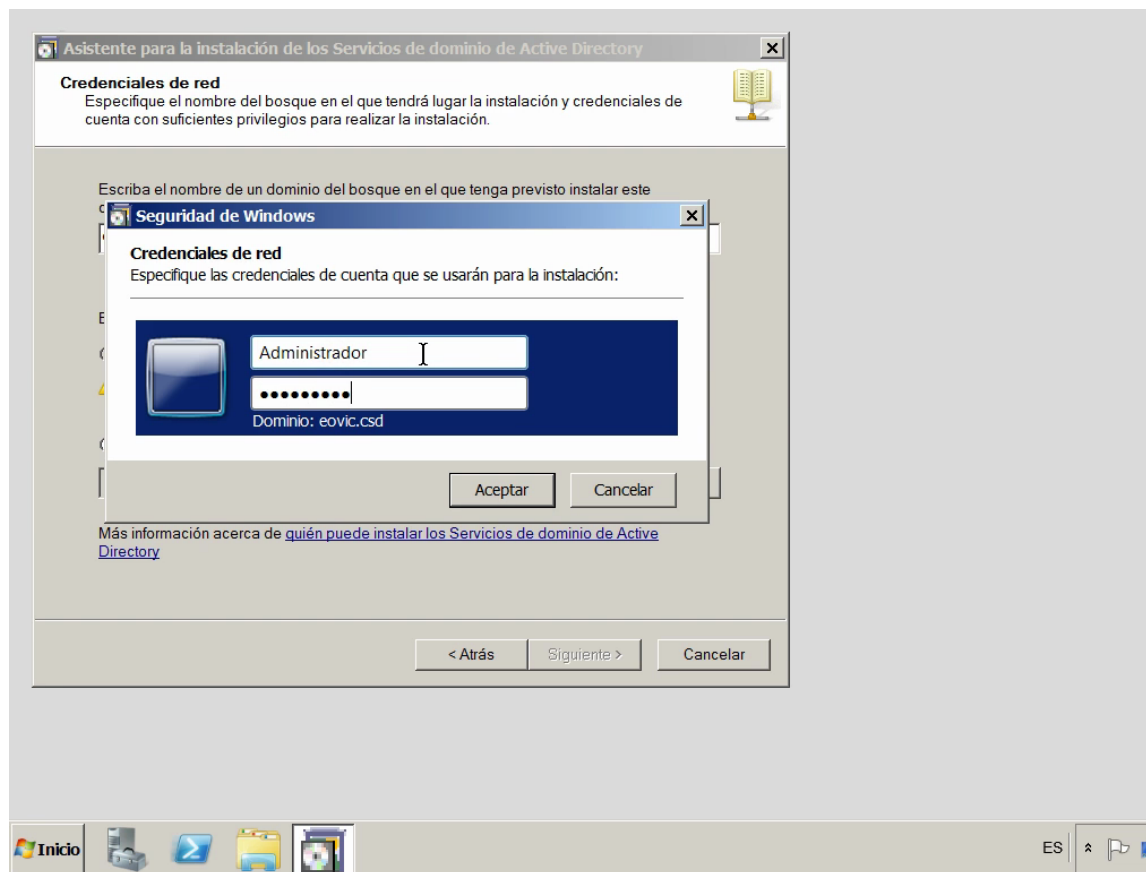 Asistente para la instalación de los Servicios de dominio de Active Directory
Credenciales de red
Especifique el nombre del bosque en el que tendrá lugar la instalación y credenciales de
cuenta con suficientes privilegios para realizar la instalación.
Escriba el nombre de un dominio del bosque en el que tenga previsto instalar este
Seguridad de Windows
Credenciales de red
Especifique las credenciales de cuenta que se usarán para la instalación:
Administrador
•••••••••
Dominio: eovic.csd
Aceptar Cancelar
Más información acerca de quién puede instalar los Servicios de dominio de Active
Directory
< Atrás Siguiente > Cancelar
Inicio ES